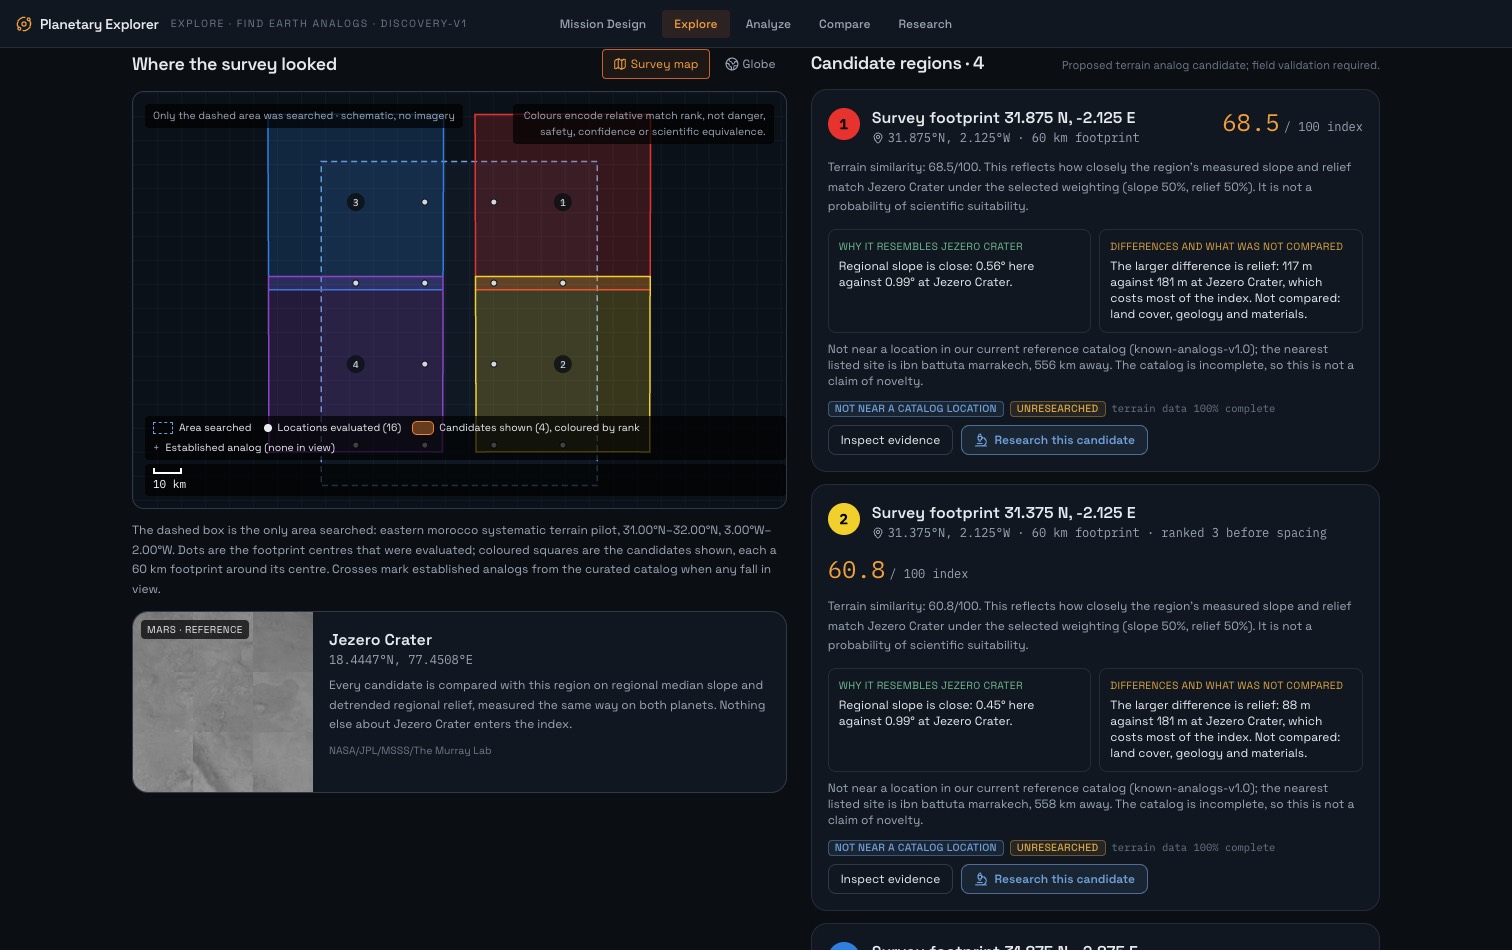 Planetary Explorer
EXPLORE · FIND EARTH ANALOGS · DISCOVERY-V1
Mission Design
Explore
Analyze
Compare
Research
Where the survey looked
Survey map
Globe
Only the dashed area was searched · schematic, no imagery
Colours encode relative match rank, not danger,
safety, confidence or scientific equivalence.
3
1
4
2
Area searched
Locations evaluated (16)
Candidates shown (4), coloured by rank
+ Established analog (none in view)
10 km
The dashed box is the only area searched: eastern morocco systematic terrain pilot, 31.00°N–32.00°N, 3.00°W–
2.00°W. Dots are the footprint centres that were evaluated; coloured squares are the candidates shown, each a
60 km footprint around its centre. Crosses mark established analogs from the curated catalog when any fall in
view.
MARS · REFERENCE
Jezero Crater
18.4447°N, 77.4508°E
Every candidate is compared with this region on regional median slope and
detrended regional relief, measured the same way on both planets. Nothing
else about Jezero Crater enters the index.
NASA/JPL/MSSS/The Murray Lab
Candidate regions · 4
Proposed terrain analog candidate; field validation required.
1
Survey footprint 31.875 N, -2.125 E
31.875°N, 2.125°W · 60 km footprint
68.5 / 100 index
Terrain similarity: 68.5/100. This reflects how closely the region's measured slope and relief
match Jezero Crater under the selected weighting (slope 50%, relief 50%). It is not a
probability of scientific suitability.
WHY IT RESEMBLES JEZERO CRATER
Regional slope is close: 0.56° here
against 0.99° at Jezero Crater.
DIFFERENCES AND WHAT WAS NOT COMPARED
The larger difference is relief: 117 m
against 181 m at Jezero Crater, which
costs most of the index. Not compared:
land cover, geology and materials.
Not near a location in our current reference catalog (known-analogs-v1.0); the nearest
listed site is ibn battuta marrakech, 556 km away. The catalog is incomplete, so this is not a
claim of novelty.
NOT NEAR A CATALOG LOCATION
UNRESEARCHED
terrain data 100% complete
Inspect evidence
Research this candidate
2
Survey footprint 31.375 N, -2.125 E
31.375°N, 2.125°W · 60 km footprint · ranked 3 before spacing
60.8 / 100 index
Terrain similarity: 60.8/100. This reflects how closely the region's measured slope and relief
match Jezero Crater under the selected weighting (slope 50%, relief 50%). It is not a
probability of scientific suitability.
WHY IT RESEMBLES JEZERO CRATER
Regional slope is close: 0.45° here
against 0.99° at Jezero Crater.
DIFFERENCES AND WHAT WAS NOT COMPARED
The larger difference is relief: 88 m
against 181 m at Jezero Crater, which
costs most of the index. Not compared:
land cover, geology and materials.
Not near a location in our current reference catalog (known-analogs-v1.0); the nearest
listed site is ibn battuta marrakech, 558 km away. The catalog is incomplete, so this is not a
claim of novelty.
NOT NEAR A CATALOG LOCATION
UNRESEARCHED
terrain data 100% complete
Inspect evidence
Research this candidate